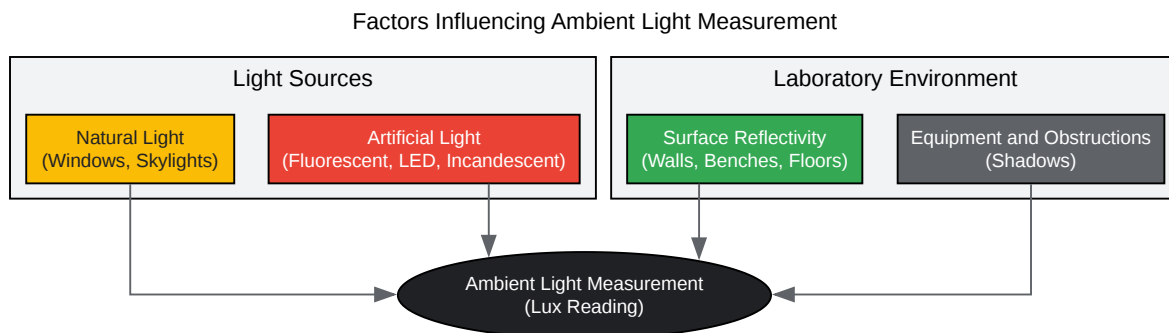 Factors Influencing Ambient Light Measurement
Light Sources
Natural Light
(Windows, Skylights)
Artificial Light
(Fluorescent, LED, Incandescent)
Laboratory Environment
Surface Reflectivity
(Walls, Benches, Floors)
Equipment and Obstructions
(Shadows)
Ambient Light Measurement
(Lux Reading)